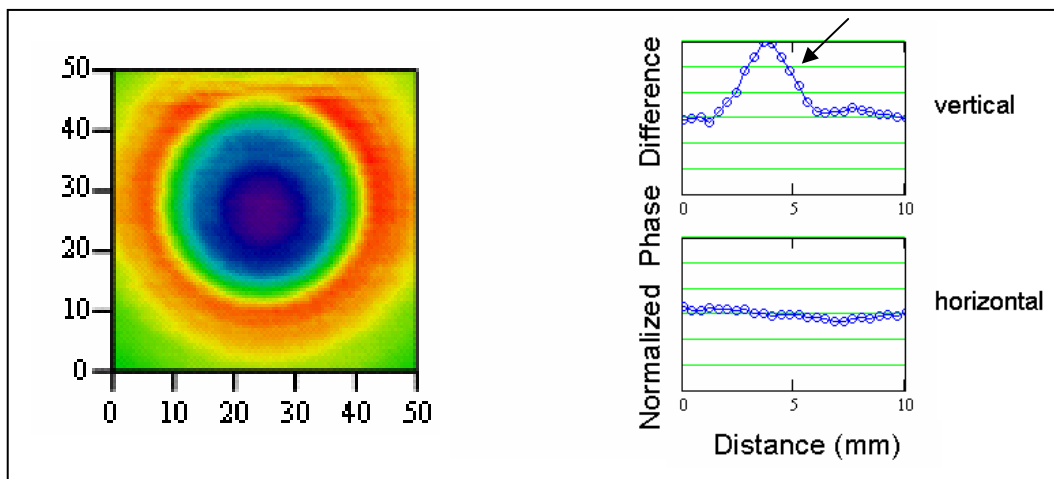 50
40
30
20
10
0
0 10 20 30 40 50
Normalized Phase Difference
0 5 10
vertical
0 5 10
horizontal
Distance (mm)